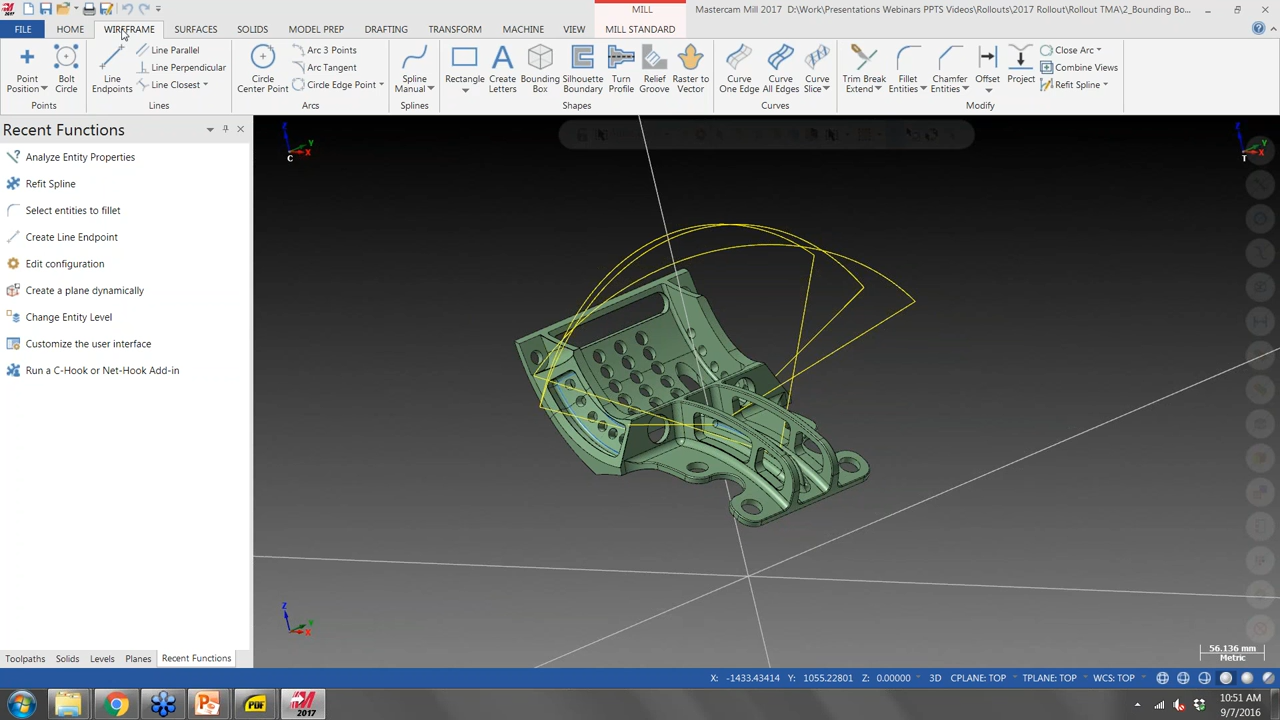 MILL
Mastercam Mill 2017 D:\Work\Presentations Webinars PPTS Videos\Rollouts\2017 Rollout\Rollout TMA\2_Bounding Bo...
FILE HOME WIREFRAME SURFACES SOLIDS MODEL PREP DRAFTING TRANSFORM MACHINE VIEW MILL STANDARD
Point Position
Bolt Circle
Points
Line Endpoints
Line Parallel
Line Perpendicular
Line Closest
Lines
Circle Center Point
Arc 3 Points
Arc Tangent
Circle Edge Point
Arcs
Spline Manual
Splines
Rectangle
Create Letters
Bounding Box
Silhouette Boundary
Turn Profile
Relief Groove
Raster to Vector
Shapes
Curve One Edge
Curve All Edges
Curve Slice
Curves
Trim Break Extend
Fillet Entities
Chamfer Entities
Offset
Project
Close Arc
Combine Views
Refit Spline
Modify
Recent Functions
Analyze Entity Properties
Refit Spline
Select entities to fillet
Create Line Endpoint
Edit configuration
Create a plane dynamically
Change Entity Level
Customize the user interface
Run a C-Hook or Net-Hook Add-in
Z
Y
X
C
Z
Y
X
T
Z
Y
X
56.136 mm
Metric
Toolpaths Solids Levels Planes Recent Functions
X: -1433.43414 Y: 1055.22801 Z: 0.00000 3D CPLANE: TOP TPLANE: TOP WCS: TOP
PDF
2017
10:51 AM
9/7/2016